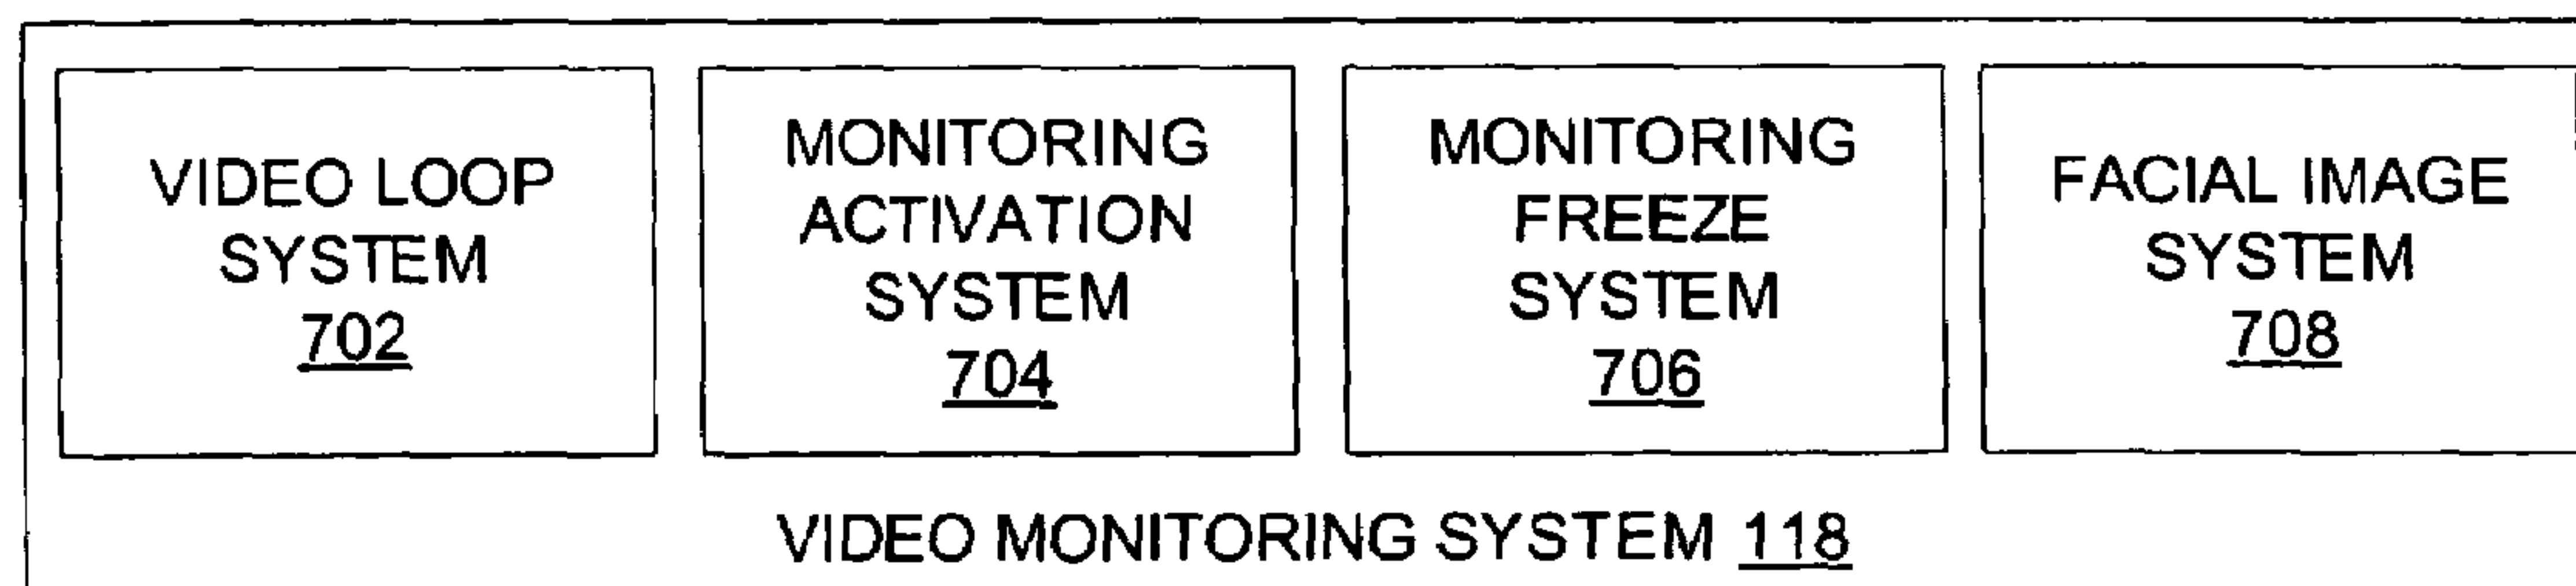 VIDEO LOOP
SYSTEM
702
MONITORING
ACTIVATION
SYSTEM
704
MONITORING
FREEZE
SYSTEM
706
FACIAL IMAGE
SYSTEM
708
VIDEO MONITORING SYSTEM 118